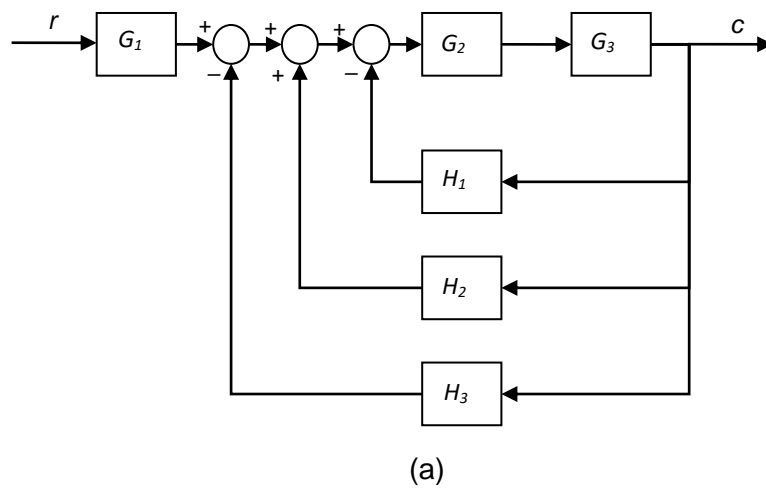 r G₁ + + + G₂ G₃ c
− + −
H₁
H₂
H₃
(a)